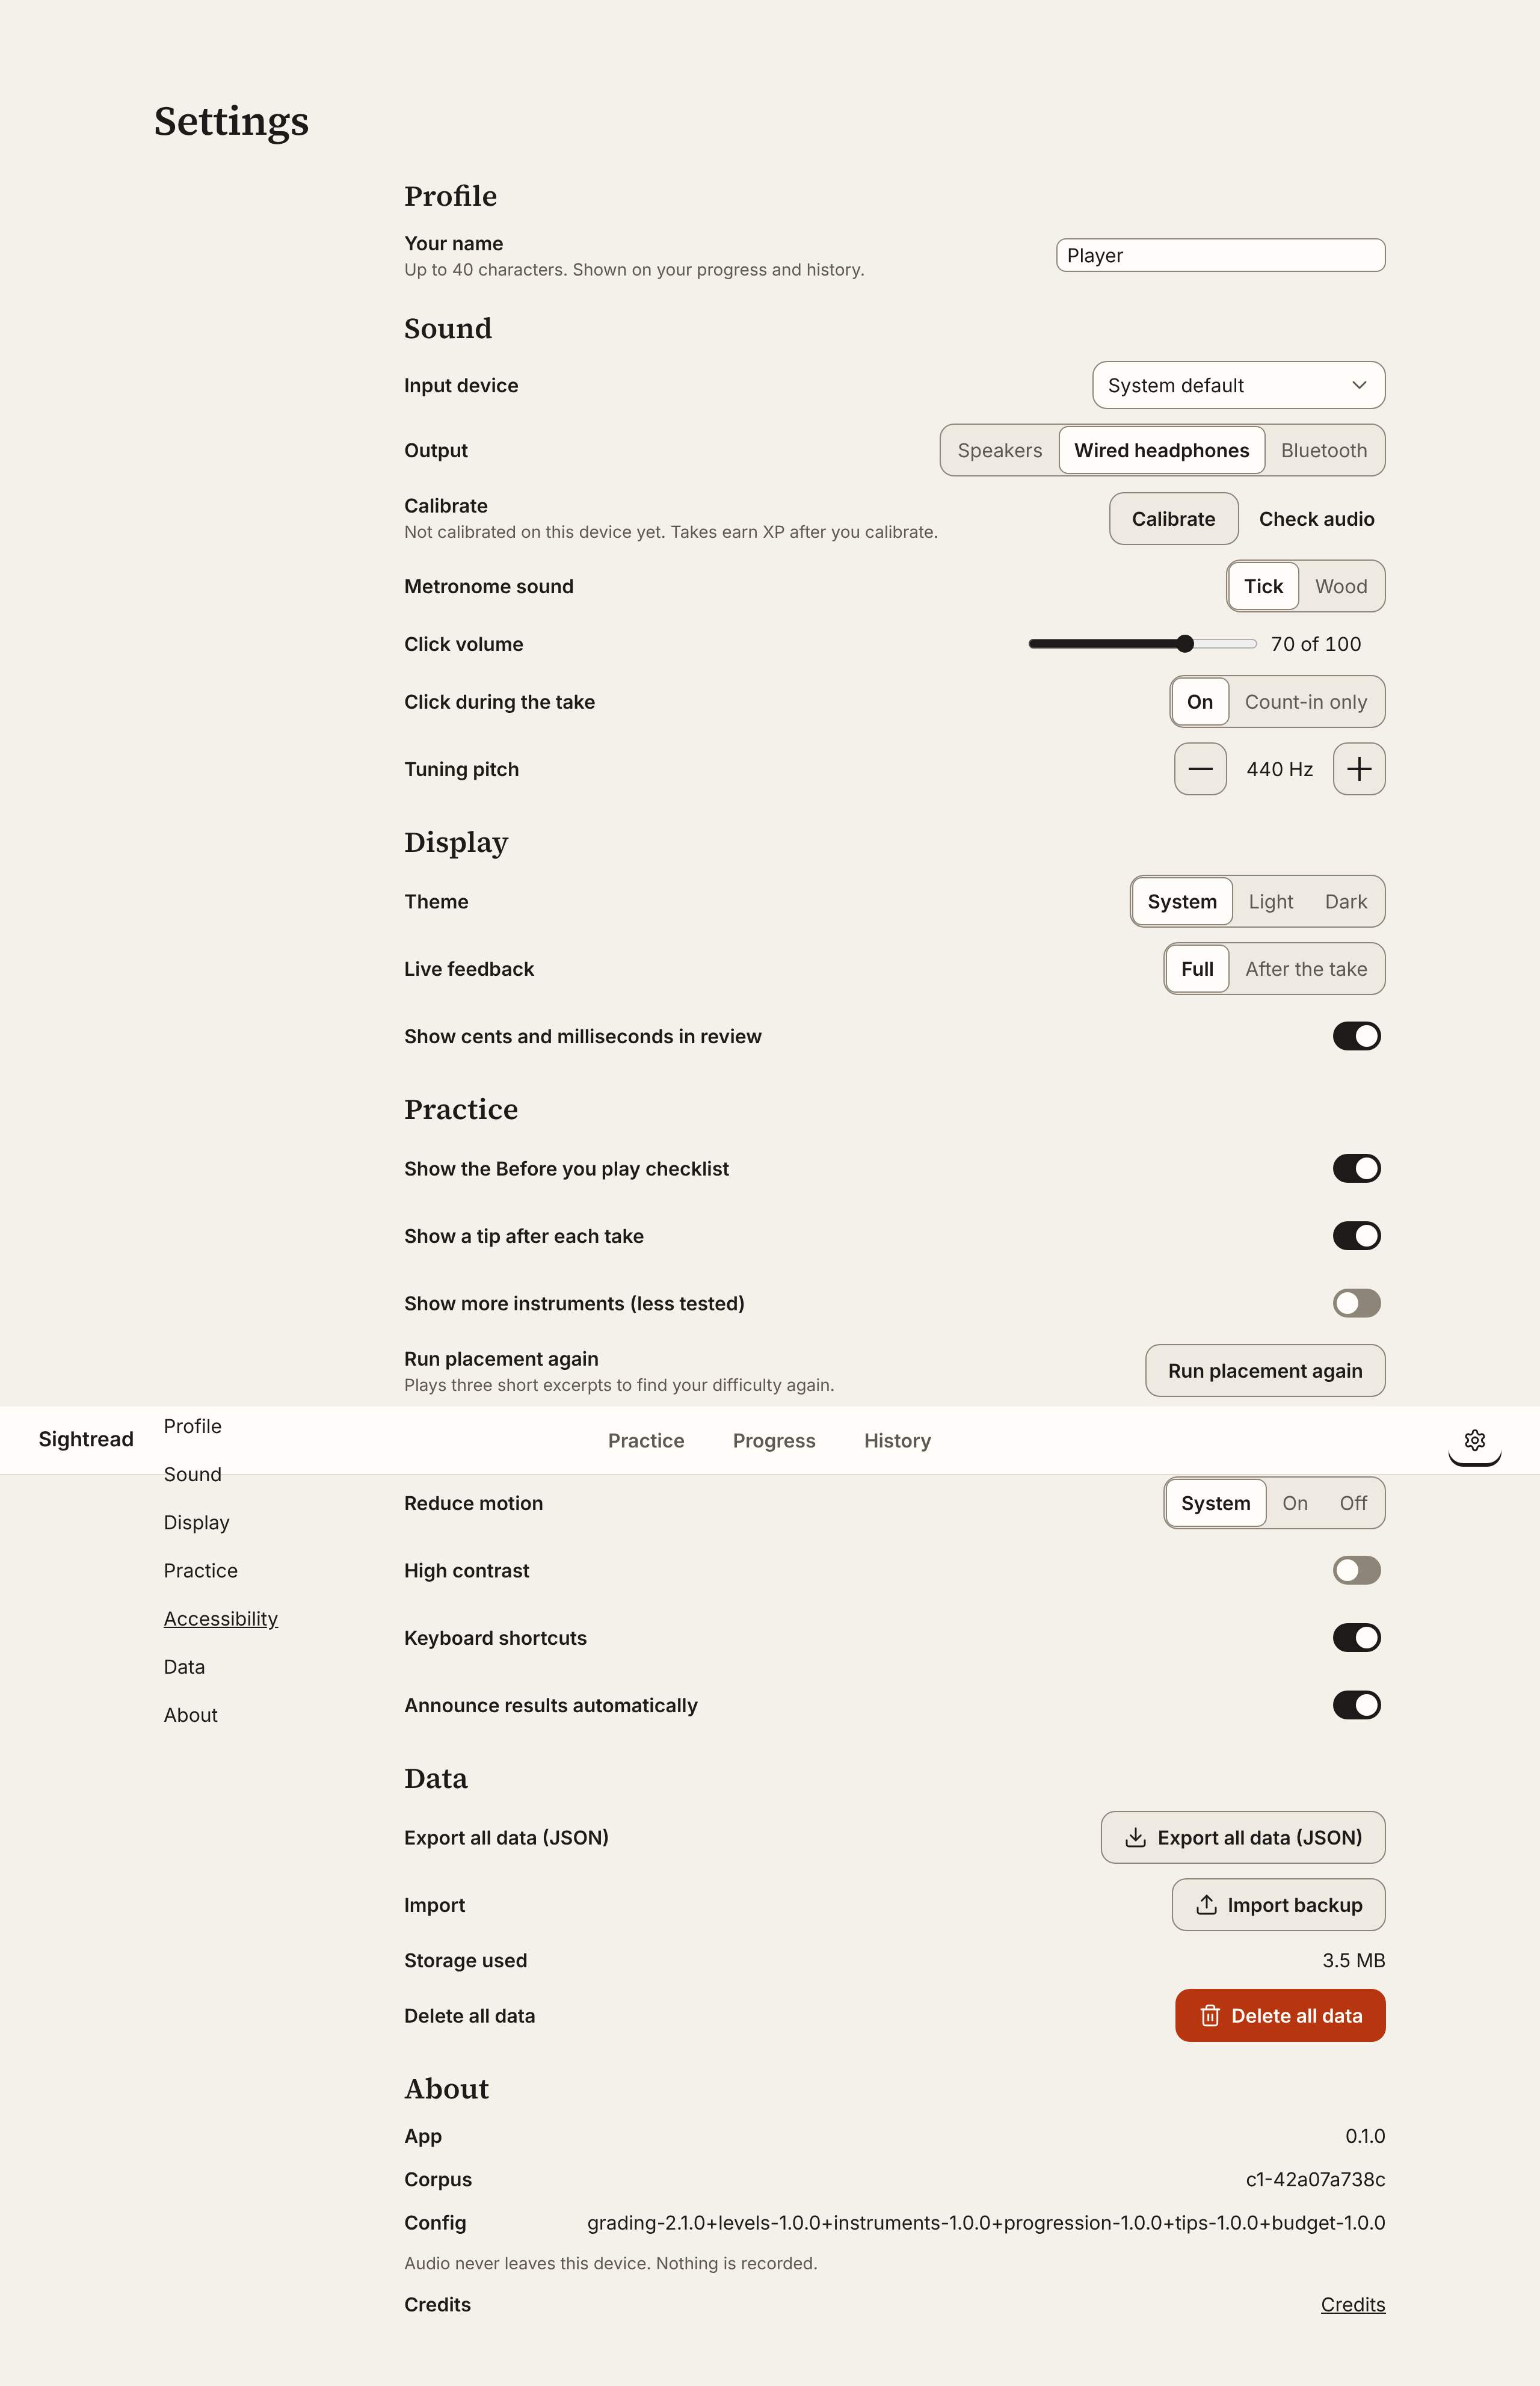 Settings
Profile
Your name
Up to 40 characters. Shown on your progress and history.
Player
Sound
Input device
System default
Output
Speakers
Wired headphones
Bluetooth
Calibrate
Not calibrated on this device yet. Takes earn XP after you calibrate.
Calibrate
Check audio
Metronome sound
Tick
Wood
Click volume
70 of 100
Click during the take
On
Count-in only
Tuning pitch
440 Hz
Display
Theme
System
Light
Dark
Live feedback
Full
After the take
Show cents and milliseconds in review
Practice
Show the Before you play checklist
Show a tip after each take
Show more instruments (less tested)
Run placement again
Plays three short excerpts to find your difficulty again.
Run placement again
Sightread
Practice
Progress
History
Profile
Sound
Display
Practice
Accessibility
Data
About
Reduce motion
System
On
Off
High contrast
Keyboard shortcuts
Announce results automatically
Data
Export all data (JSON)
Export all data (JSON)
Import
Import backup
Storage used
3.5 MB
Delete all data
Delete all data
About
App
0.1.0
Corpus
c1-42a07a738c
Config
grading-2.1.0+levels-1.0.0+instruments-1.0.0+progression-1.0.0+tips-1.0.0+budget-1.0.0
Audio never leaves this device. Nothing is recorded.
Credits
Credits